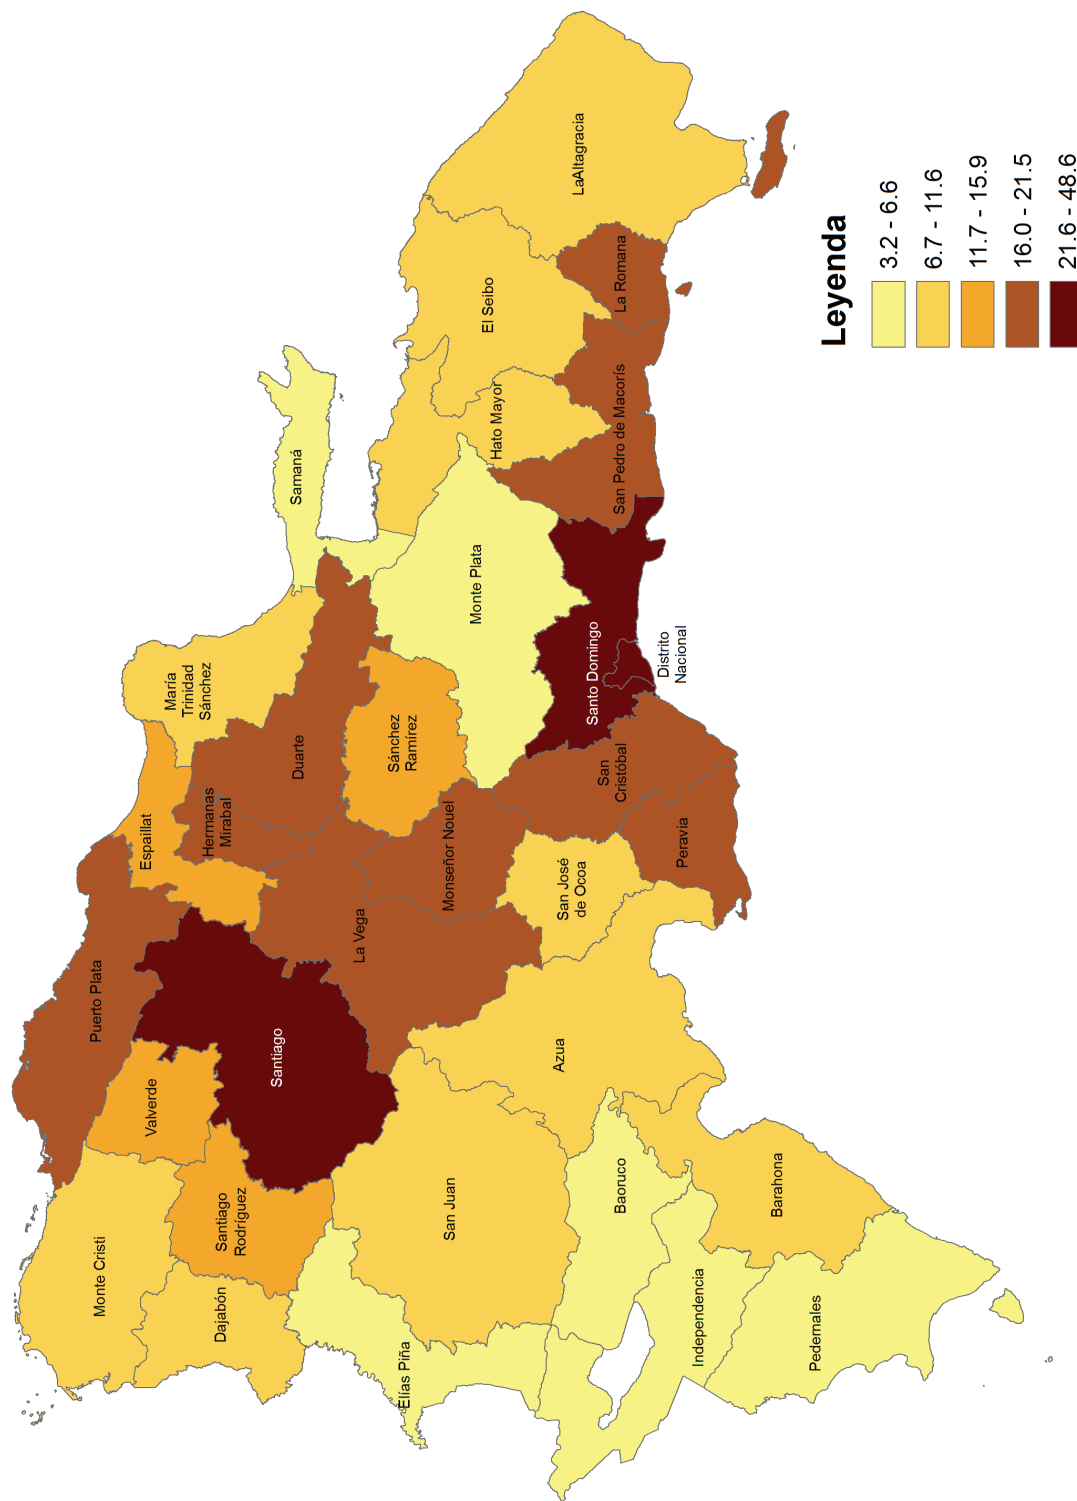 Puerto Plata
Monte Cristi
Valverde
Espaillat
María
Trinidad
Sánchez
Dajabón
Santiago
Rodríguez
Santiago
Hermanas
Mirabal
Duarte
Samaná
La Vega
Sánchez
Ramírez
Elías Piña
San Juan
Monseñor Nouel
Monte Plata
Hato Mayor
El Seibo
LaAltagracia
Azua
San José
de Ocoa
San
Cristóbal
Santo Domingo
San Pedro de Macorís
La Romana
Baoruco
Peravia
Distrito
Nacional
Independencia
Barahona
Pedernales
Leyenda
3.2 - 6.6
6.7 - 11.6
11.7 - 15.9
16.0 - 21.5
21.6 - 48.6